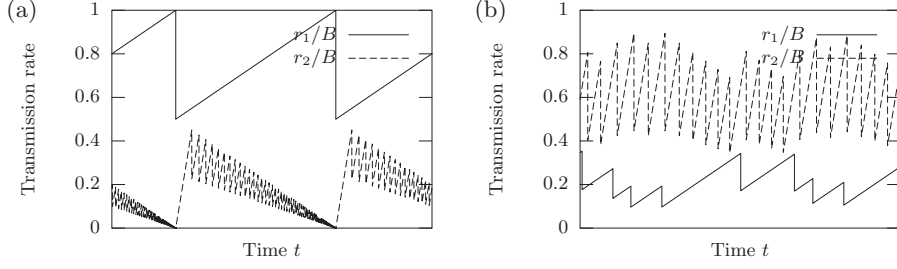 (a)
Transmission rate
1
0.8
0.6
0.4
0.2
0
r₁/B
r₂/B
Time t
(b)
Transmission rate
1
0.8
0.6
0.4
0.2
0
r₁/B
r₂/B
Time t